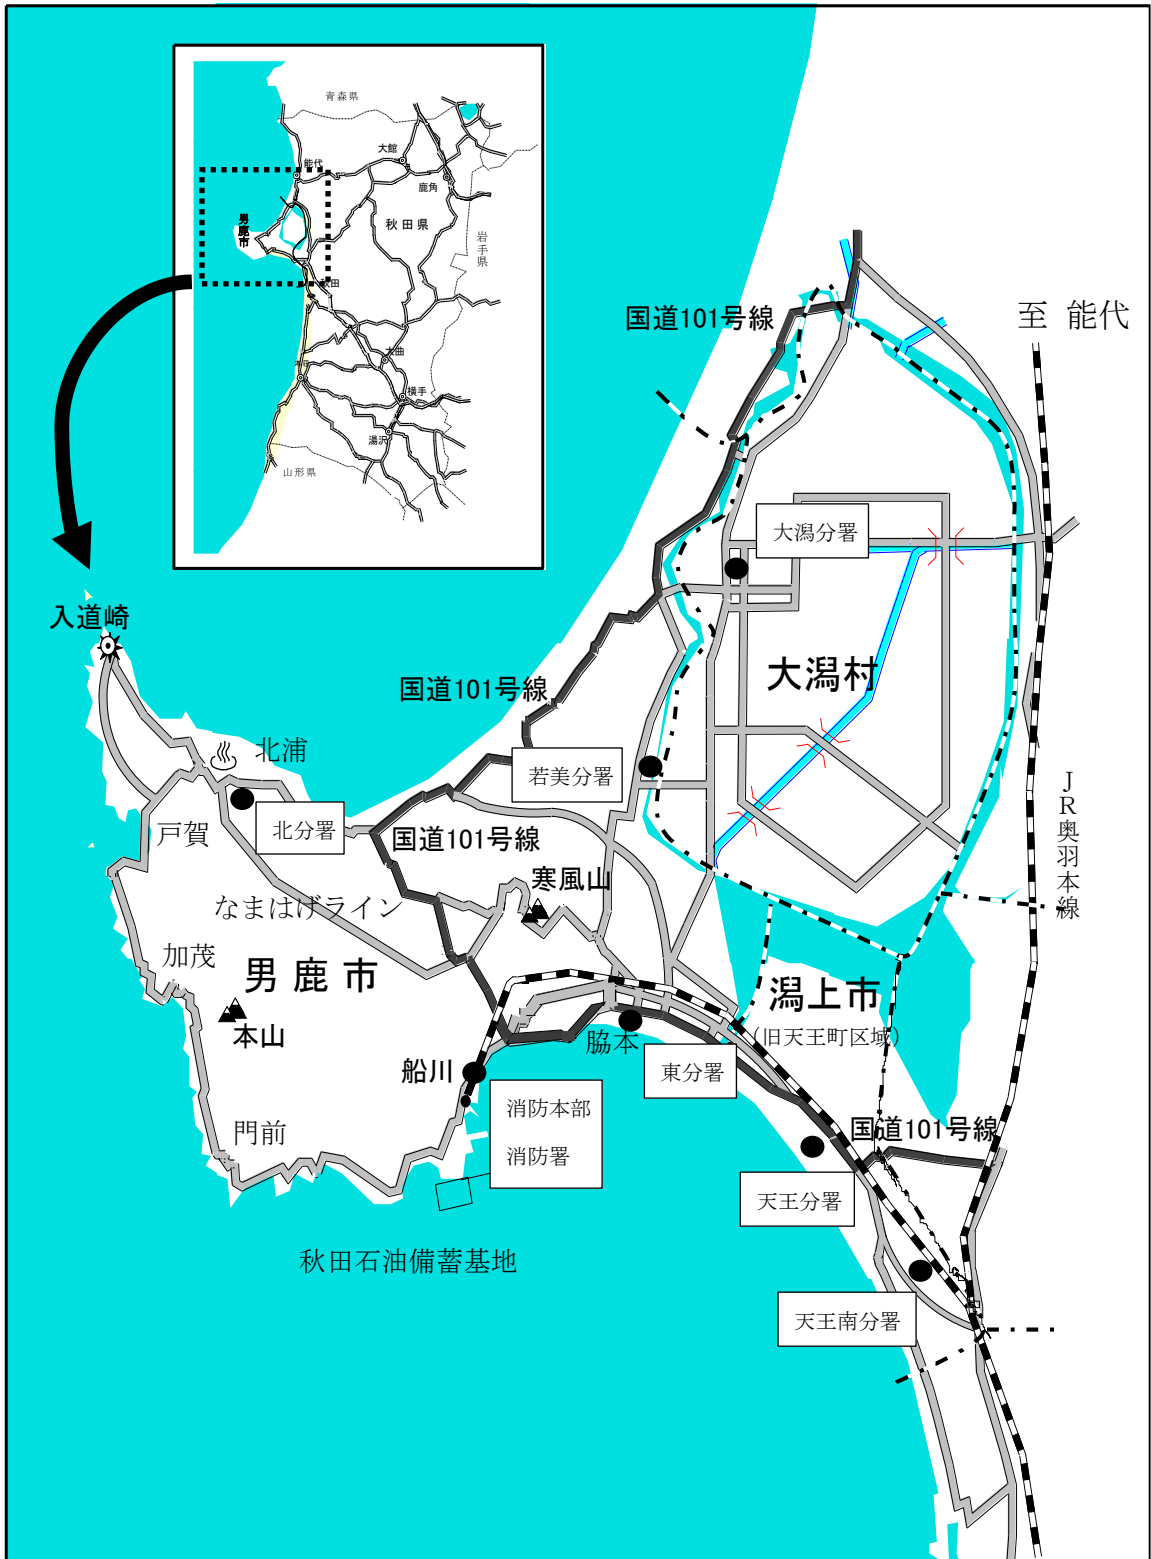 青森県
大館
能代
鹿角
男鹿市
秋田県
岩手県
秋田
大曲
横手
湯沢
山形県
国道101号線
至 能代
大潟分署
入道崎
大潟村
国道101号線
北浦
若美分署
JR奥羽本線
北分署
戸賀
国道101号線
寒風山
なまはげライン
加茂
男鹿市
潟上市
本山
(旧天王町区域)
脇本
船川
東分署
消防本部
消防署
門前
国道101号線
天王分署
秋田石油備蓄基地
天王南分署